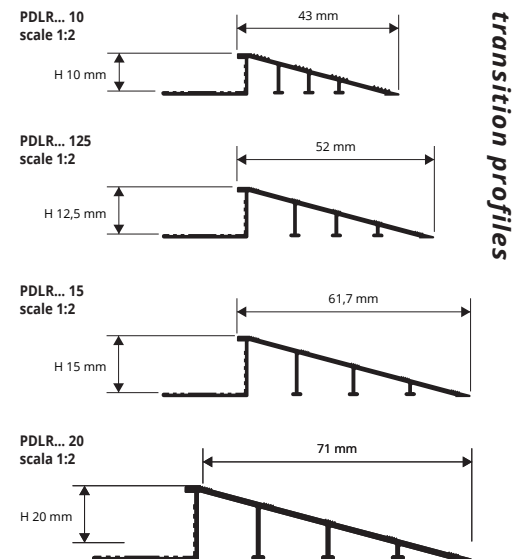 PDLR... 10
scale 1:2
43 mm
H 10 mm
PDLR... 125
scale 1:2
52 mm
H 12,5 mm
PDLR... 15
scale 1:2
61,7 mm
H 15 mm
PDLR... 20
scala 1:2
71 mm
H 20 mm
transition profiles